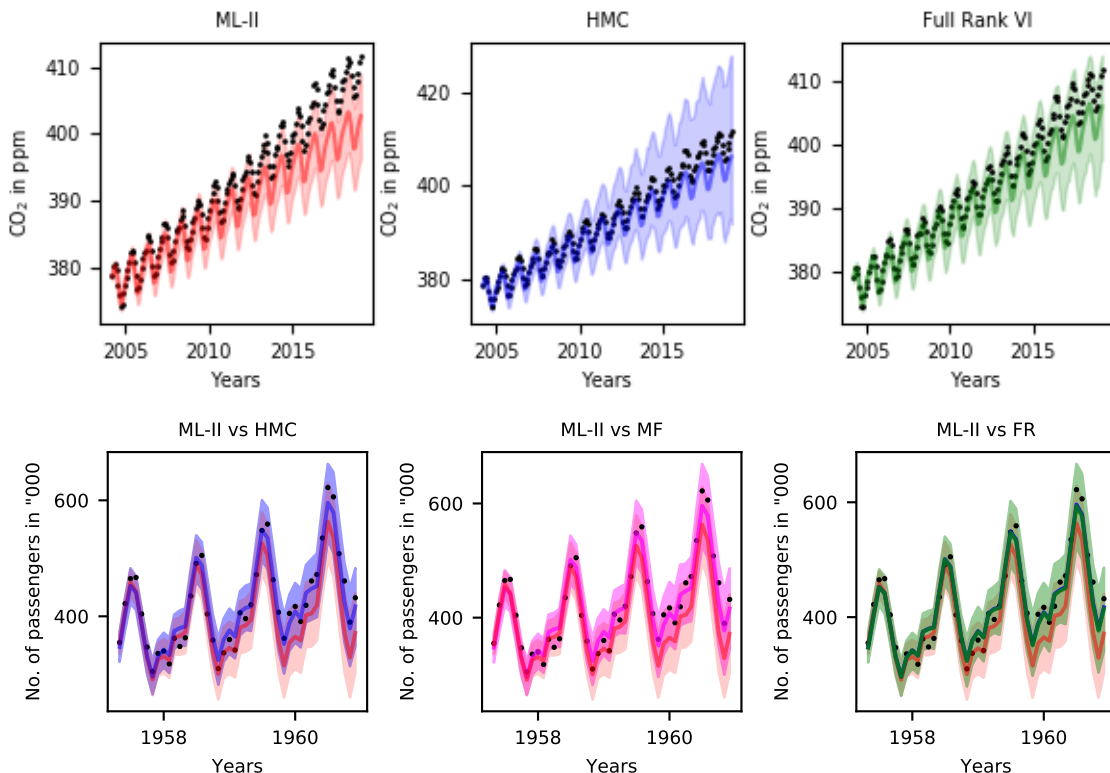 ML-II
HMC
Full Rank VI
CO₂ in ppm
410
400
390
380
2005
2010
2015
Years
CO₂ in ppm
420
400
380
2005
2010
2015
Years
CO₂ in ppm
410
400
390
380
2005
2010
2015
Years
ML-II vs HMC
ML-II vs MF
ML-II vs FR
No. of passengers in "000
600
400
1958
1960
Years
No. of passengers in "000
600
400
1958
1960
Years
No. of passengers in "000
600
400
1958
1960
Years